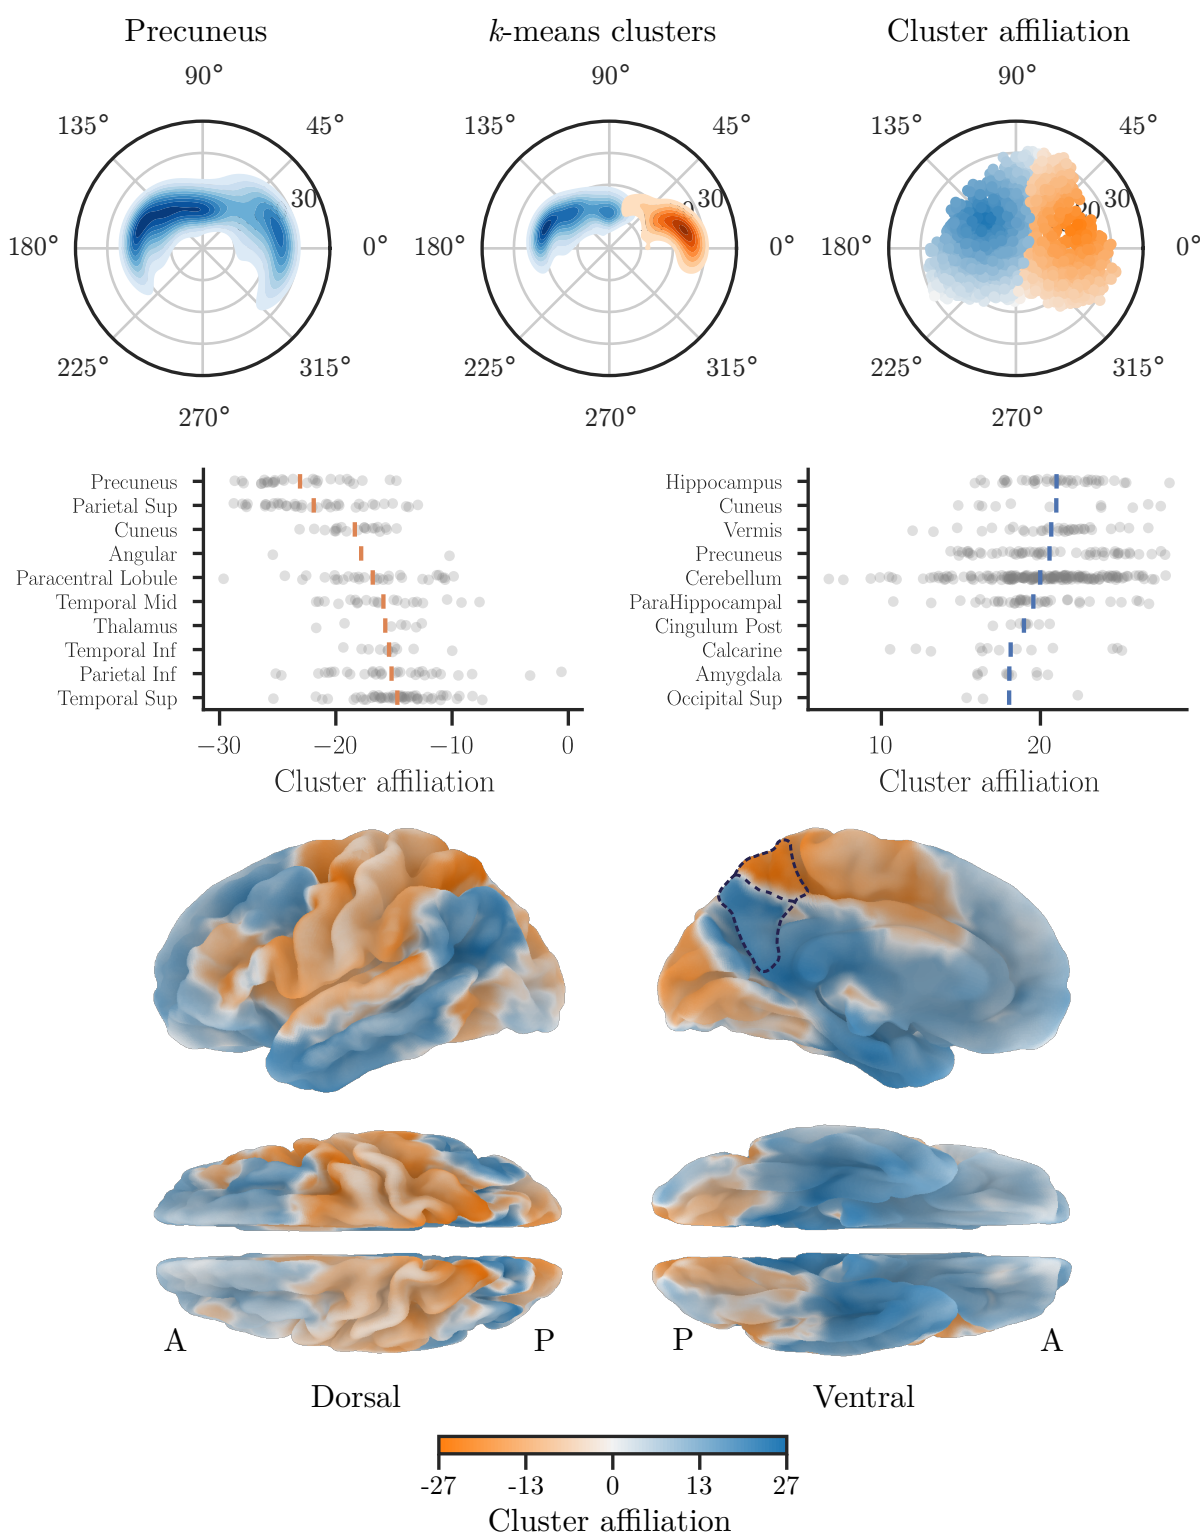 Precuneus
k-means clusters
Cluster affiliation
90°
90°
90°
135°
45°
135°
45°
135°
45°
30
30
20
30
180°
0°
180°
0°
180°
0°
225°
315°
225°
315°
225°
315°
270°
270°
270°
Precuneus
Parietal Sup
Cuneus
Angular
Paracentral Lobule
Temporal Mid
Thalamus
Temporal Inf
Parietal Inf
Temporal Sup
−30
−20
−10
0
Cluster affiliation
Hippocampus
Cuneus
Vermis
Precuneus
Cerebellum
ParaHippocampal
Cingulum Post
Calcarine
Amygdala
Occipital Sup
10
20
Cluster affiliation
A
P
P
A
Dorsal
Ventral
-27
-13
0
13
27
Cluster affiliation